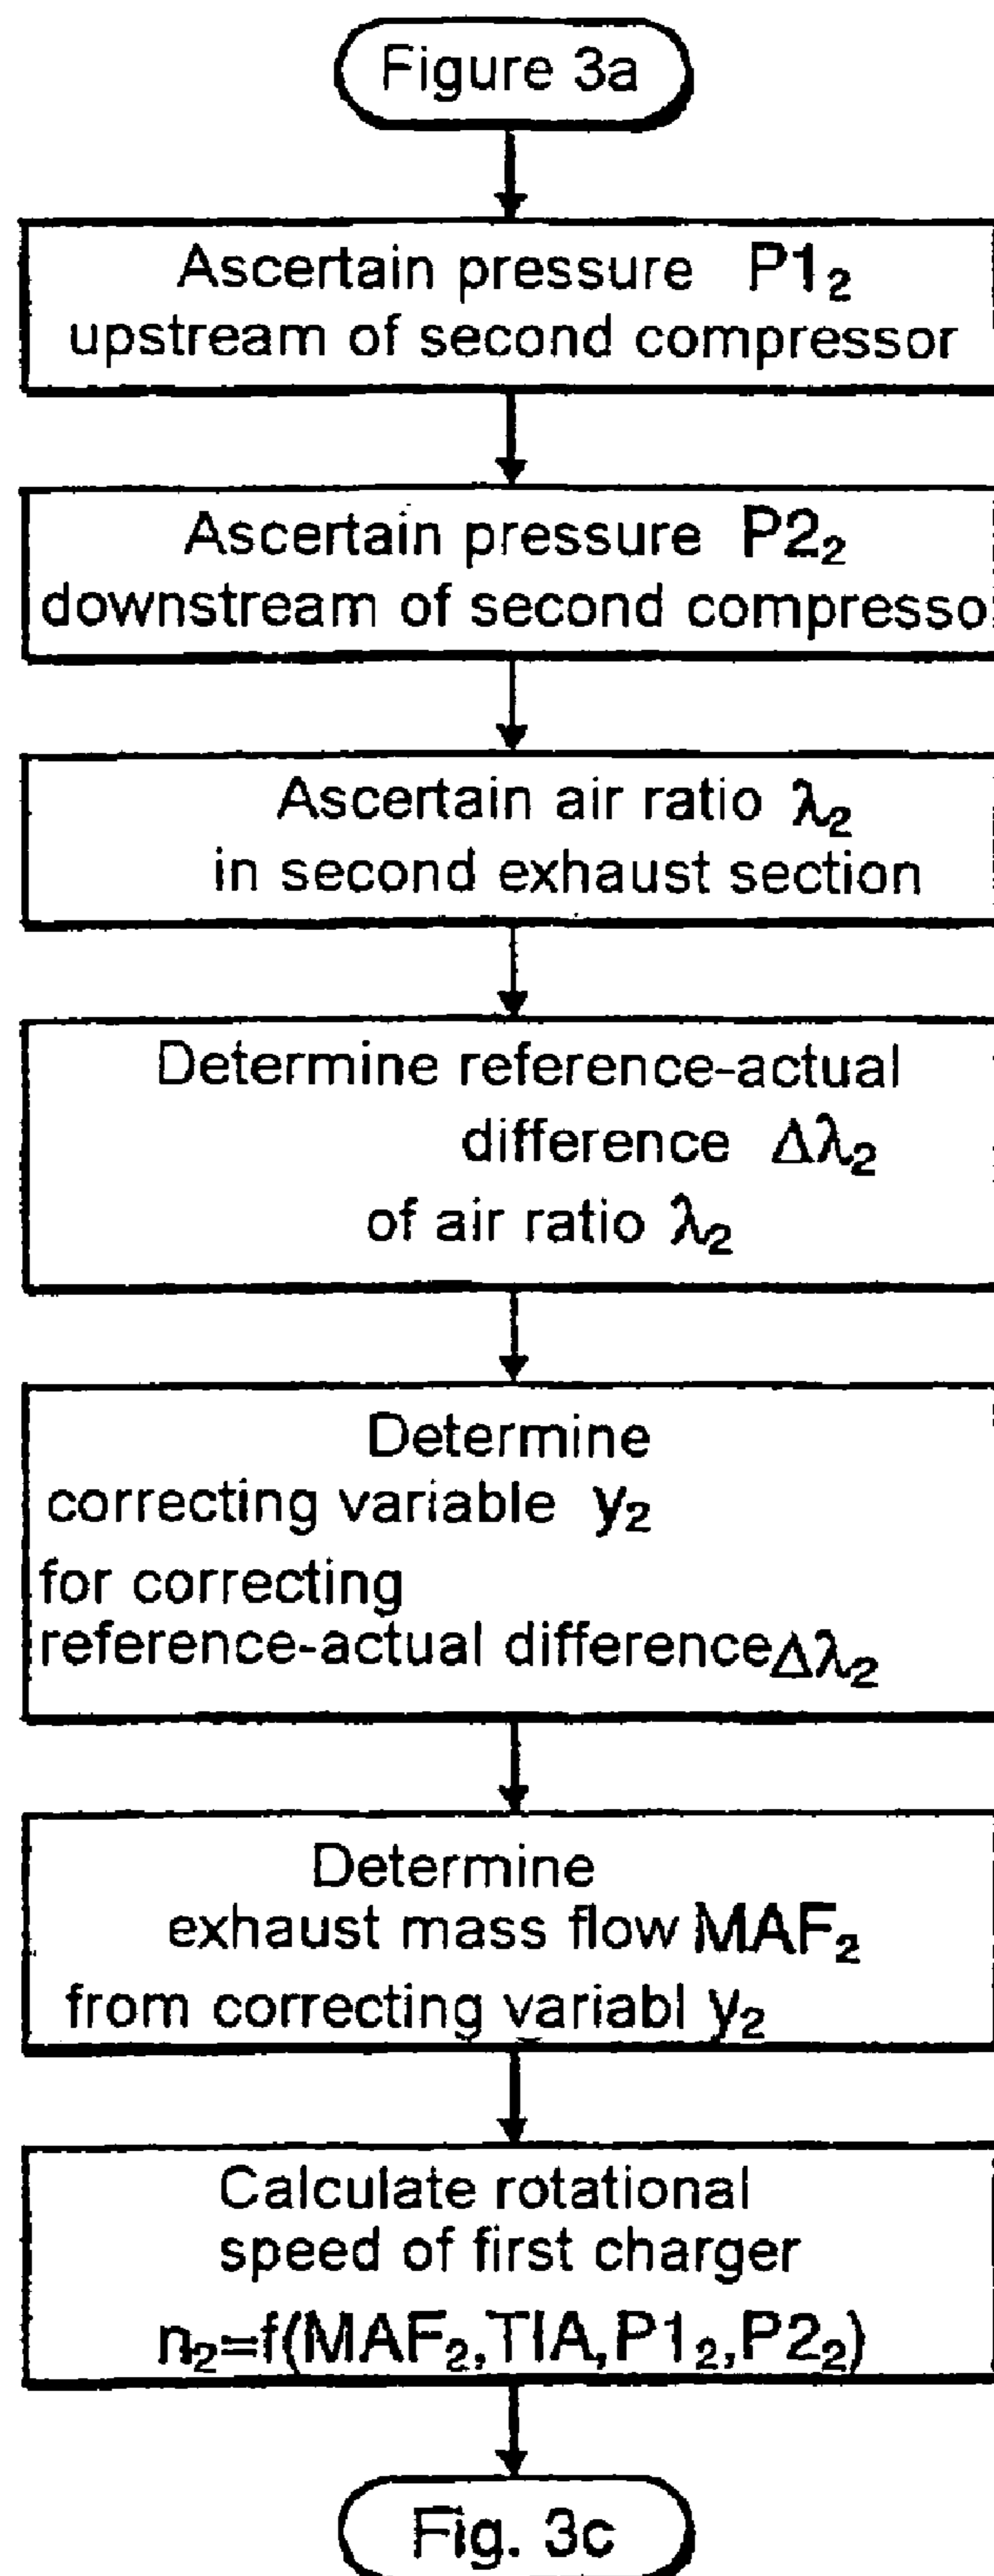 Figure 3a
Ascertain pressure P1₂
upstream of second compressor
Ascertain pressure P2₂
downstream of second compresso
Ascertain air ratio λ₂
in second exhaust section
Determine reference-actual
difference Δλ₂
of air ratio λ₂
Determine
correcting variable y₂
for correcting
reference-actual difference Δλ₂
Determine
exhaust mass flow MAF₂
from correcting variabl y₂
Calculate rotational
speed of first charger
n₂=f(MAF₂,TIA,P1₂,P2₂)
Fig. 3c